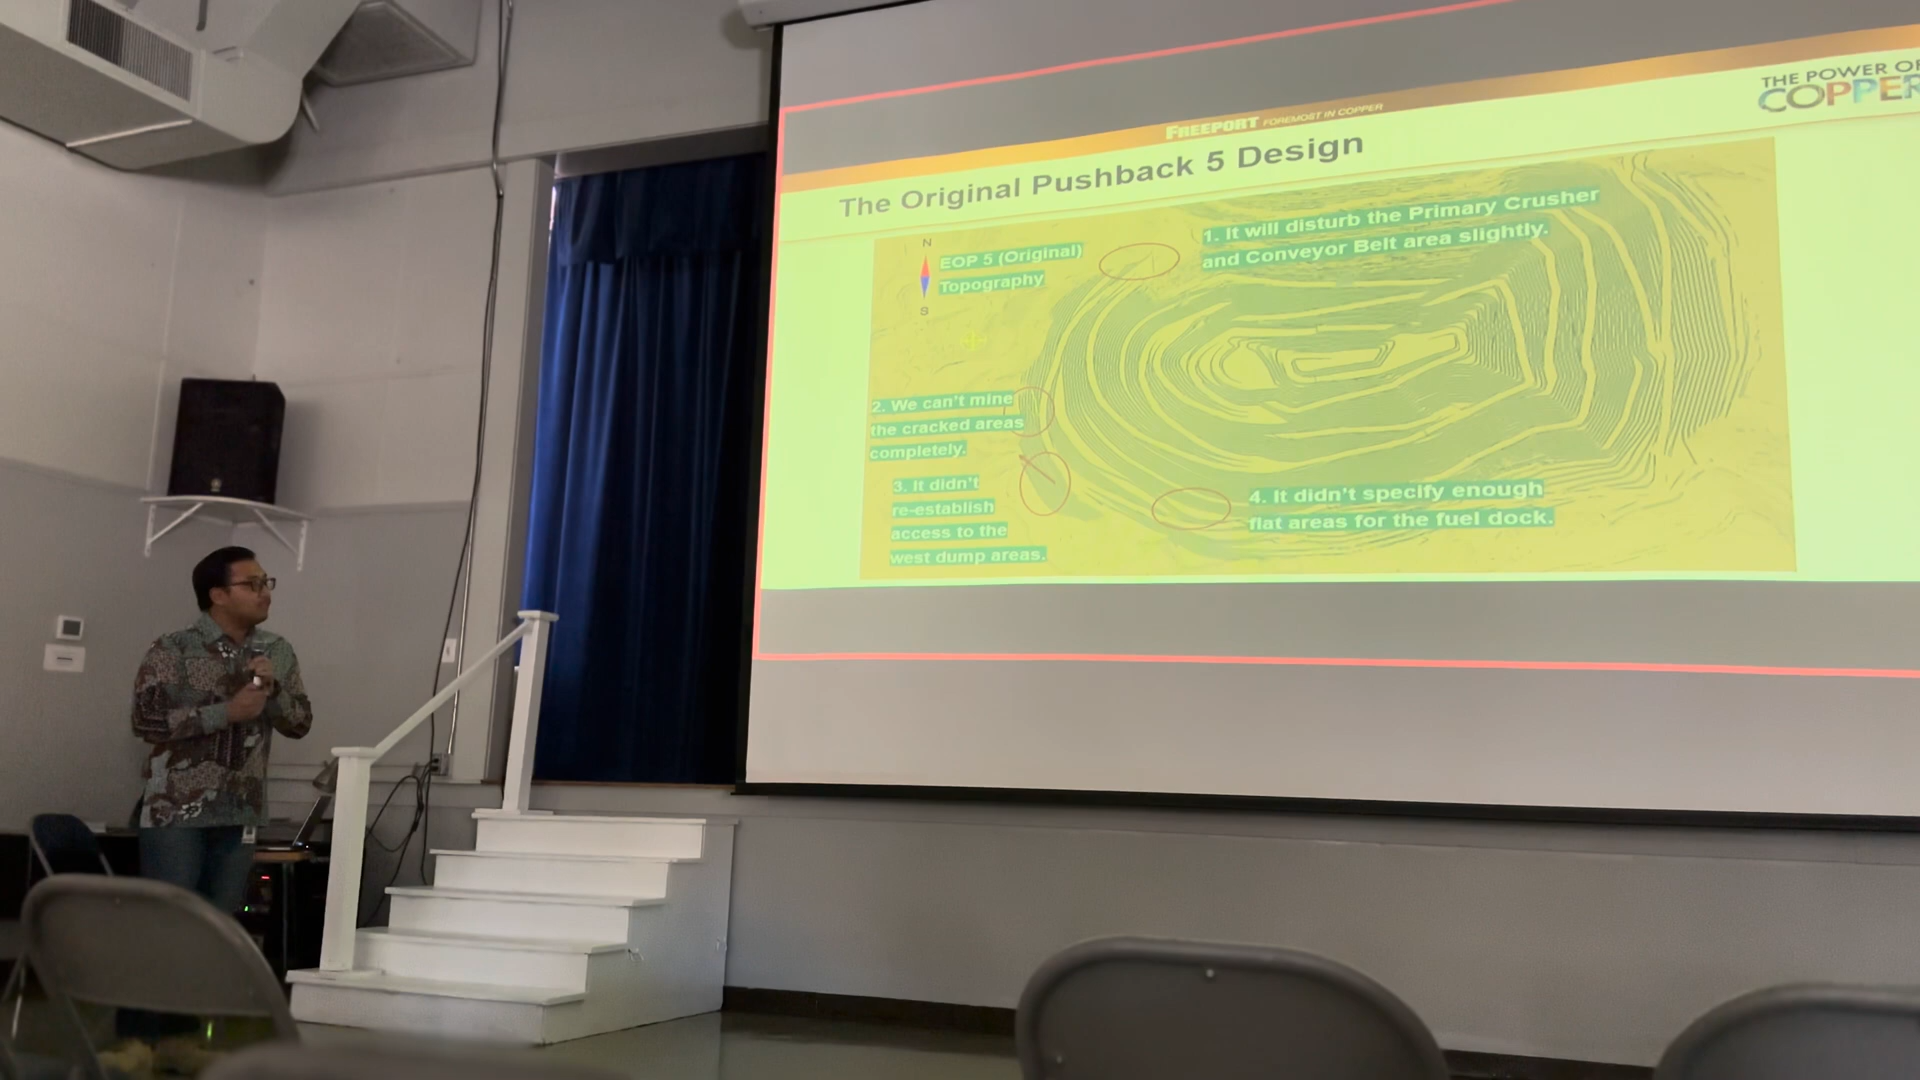 THE POWER OF
COPPER
FREEPORT FOREMOST IN COPPER
The Original Pushback 5 Design
N
S
EOP 5 (Original)
Topography
1. It will disturb the Primary Crusher
and Conveyor Belt area slightly.
2. We can't mine
the cracked areas
completely.
3. It didn't
re-establish
access to the
west dump areas.
4. It didn't specify enough
flat areas for the fuel dock.